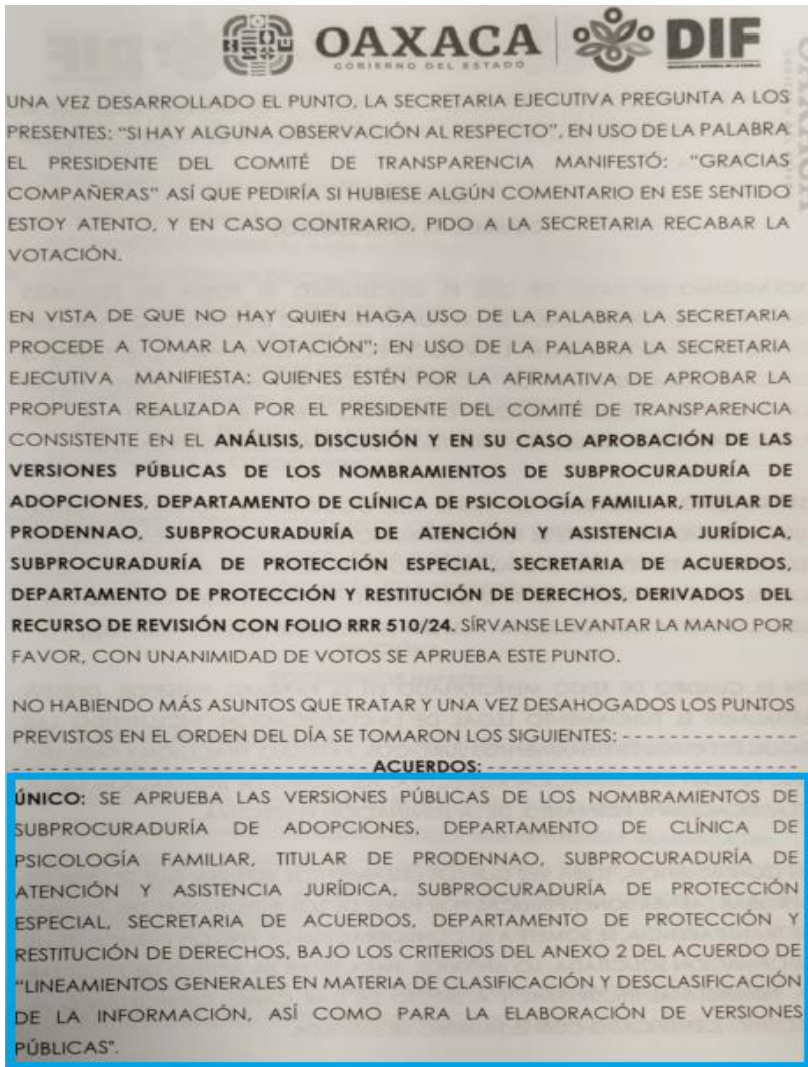 OAXACA
GOBIERNO DEL ESTADO
DIF
UNA VEZ DESARROLLADO EL PUNTO, LA SECRETARIA EJECUTIVA PREGUNTA A LOS
PRESENTES: “SI HAY ALGUNA OBSERVACIÓN AL RESPECTO”, EN USO DE LA PALABRA
EL PRESIDENTE DEL COMITÉ DE TRANSPARENCIA MANIFESTÓ: “GRACIAS
COMPAÑERAS” ASÍ QUE PEDIRÍA SI HUBIESE ALGÚN COMENTARIO EN ESE SENTIDO
ESTOY ATENTO, Y EN CASO CONTRARIO, PIDO A LA SECRETARIA RECABAR LA
VOTACIÓN.
EN VISTA DE QUE NO HAY QUIEN HAGA USO DE LA PALABRA LA SECRETARIA
PROCEDE A TOMAR LA VOTACIÓN”; EN USO DE LA PALABRA LA SECRETARIA
EJECUTIVA MANIFIESTA: QUIENES ESTÉN POR LA AFIRMATIVA DE APROBAR LA
PROPUESTA REALIZADA POR EL PRESIDENTE DEL COMITÉ DE TRANSPARENCIA
CONSISTENTE EN EL ANÁLISIS, DISCUSIÓN Y EN SU CASO APROBACIÓN DE LAS
VERSIONES PÚBLICAS DE LOS NOMBRAMIENTOS DE SUBPROCURADURÍA DE
ADOPCIONES, DEPARTAMENTO DE CLÍNICA DE PSICOLOGÍA FAMILIAR, TITULAR DE
PRODENNAO, SUBPROCURADURÍA DE ATENCIÓN Y ASISTENCIA JURÍDICA,
SUBPROCURADURÍA DE PROTECCIÓN ESPECIAL, SECRETARIA DE ACUERDOS,
DEPARTAMENTO DE PROTECCIÓN Y RESTITUCIÓN DE DERECHOS, DERIVADOS DEL
RECURSO DE REVISIÓN CON FOLIO RRR 510/24. SÍRVANSE LEVANTAR LA MANO POR
FAVOR, CON UNANIMIDAD DE VOTOS SE APRUEBA ESTE PUNTO.
NO HABIENDO MÁS ASUNTOS QUE TRATAR Y UNA VEZ DESAHOGADOS LOS PUNTOS
PREVISTOS EN EL ORDEN DEL DÍA SE TOMARON LOS SIGUIENTES: - - - - - - - - - - - - - - -
- - - - - - - - - - - - - - - - - - - - - - - - - - - - - - ACUERDOS: - - - - - - - - - - - - - - - - - - - - - - - - - - -
ÚNICO: SE APRUEBA LAS VERSIONES PÚBLICAS DE LOS NOMBRAMIENTOS DE
SUBPROCURADURÍA DE ADOPCIONES, DEPARTAMENTO DE CLÍNICA DE
PSICOLOGÍA FAMILIAR, TITULAR DE PRODENNAO, SUBPROCURADURÍA DE
ATENCIÓN Y ASISTENCIA JURÍDICA, SUBPROCURADURÍA DE PROTECCIÓN
ESPECIAL, SECRETARIA DE ACUERDOS, DEPARTAMENTO DE PROTECCIÓN Y
RESTITUCIÓN DE DERECHOS, BAJO LOS CRITERIOS DEL ANEXO 2 DEL ACUERDO DE
“LINEAMIENTOS GENERALES EN MATERIA DE CLASIFICACIÓN Y DESCLASIFICACIÓN
DE LA INFORMACIÓN, ASÍ COMO PARA LA ELABORACIÓN DE VERSIONES
PÚBLICAS”.